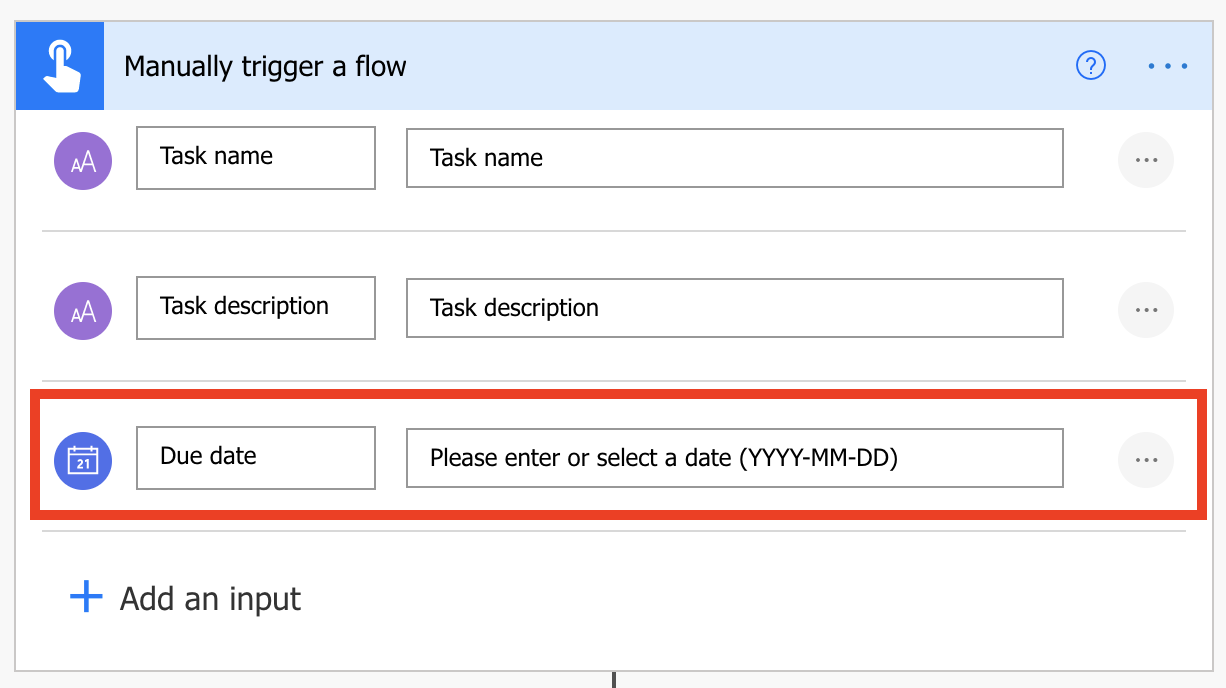 Manually trigger a flow
?
AA
Task name
Task name
AA
Task description
Task description
21
Due date
Please enter or select a date (YYYY-MM-DD)
Add an input